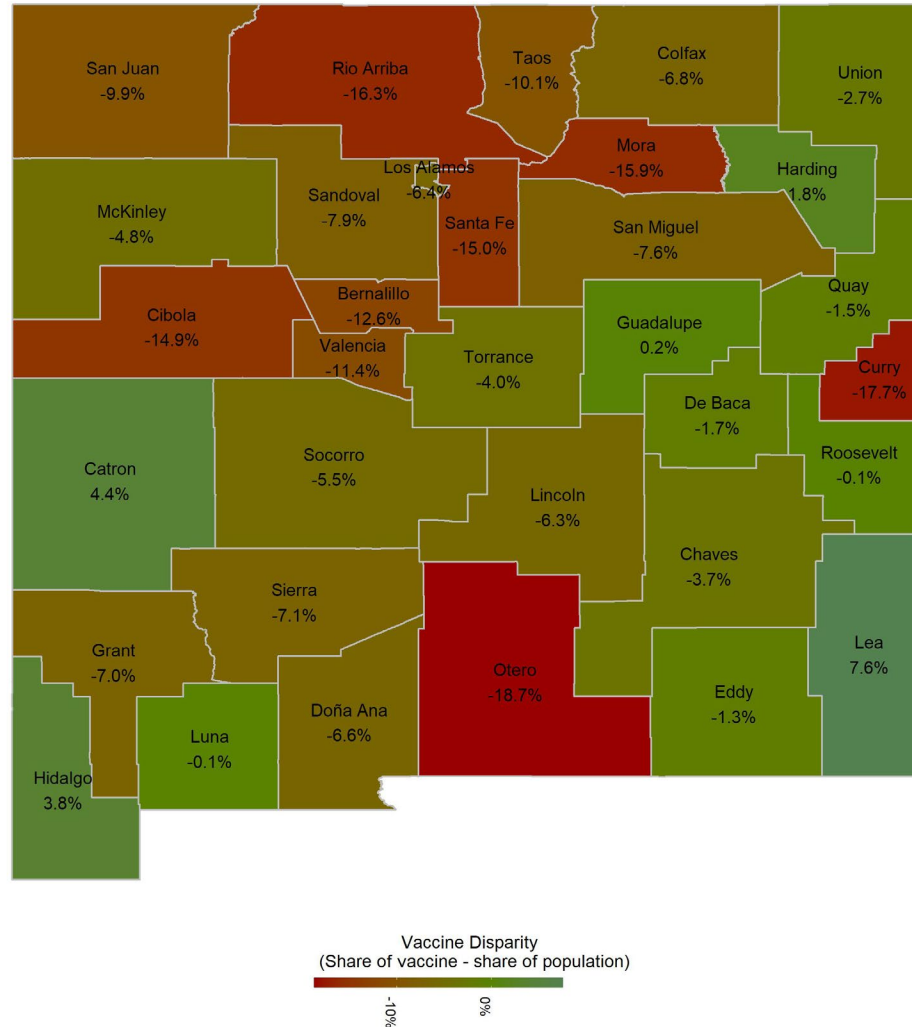 San Juan
-9.9%
Rio Arriba
-16.3%
Taos
-10.1%
Colfax
-6.8%
Union
-2.7%
Los Alamos
-6.4%
Mora
-15.9%
Harding
1.8%
McKinley
-4.8%
Sandoval
-7.9%
Santa Fe
-15.0%
San Miguel
-7.6%
Quay
-1.5%
Cibola
-14.9%
Bernalillo
-12.6%
Valencia
-11.4%
Torrance
-4.0%
Guadalupe
0.2%
Curry
-17.7%
De Baca
-1.7%
Roosevelt
-0.1%
Catron
4.4%
Socorro
-5.5%
Lincoln
-6.3%
Chaves
-3.7%
Sierra
-7.1%
Grant
-7.0%
Otero
-18.7%
Lea
7.6%
Eddy
-1.3%
Doña Ana
-6.6%
Luna
-0.1%
Hidalgo
3.8%
Vaccine Disparity
(Share of vaccine - share of population)
-10%
0%